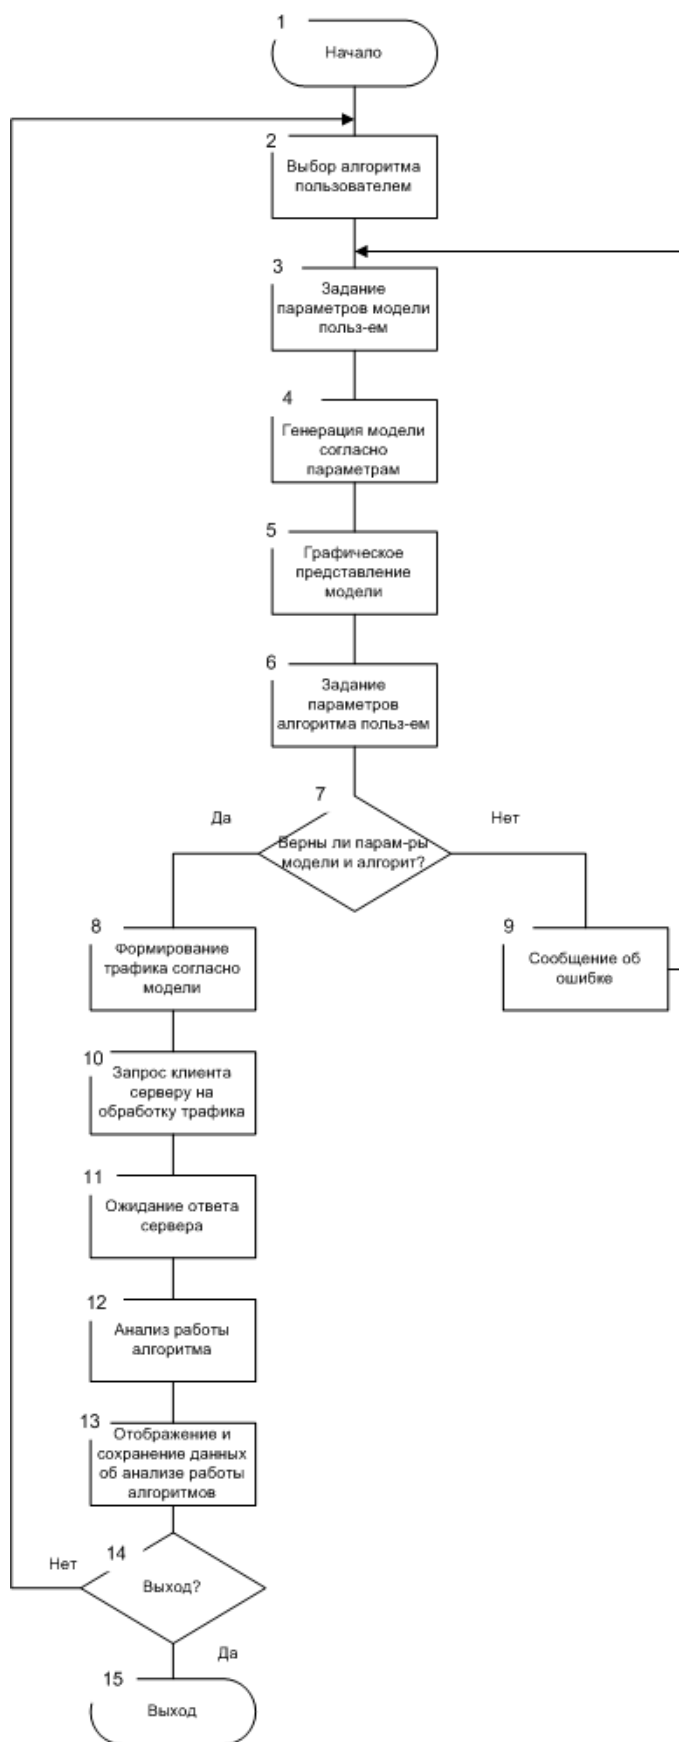 1
Начало
2
Выбор алгоритма
пользователем
3
Задание
параметров модели
польз-ем
4
Генерация модели
согласно
параметрам
5
Графическое
представление
модели
6
Задание
параметров
алгоритма польз-ем
7
Да
Нет
Верны ли парам-ры
модели и алгорит?
8
Формирование
трафика согласно
модели
9
Сообщение об
ошибке
10
Запрос клиента
серверу на
обработку трафика
11
Ожидание ответа
сервера
12
Анализ работы
алгоритма
13
Отображение и
сохранение данных
об анализе работы
алгоритмов
14
Нет
Выход?
Да
15
Выход